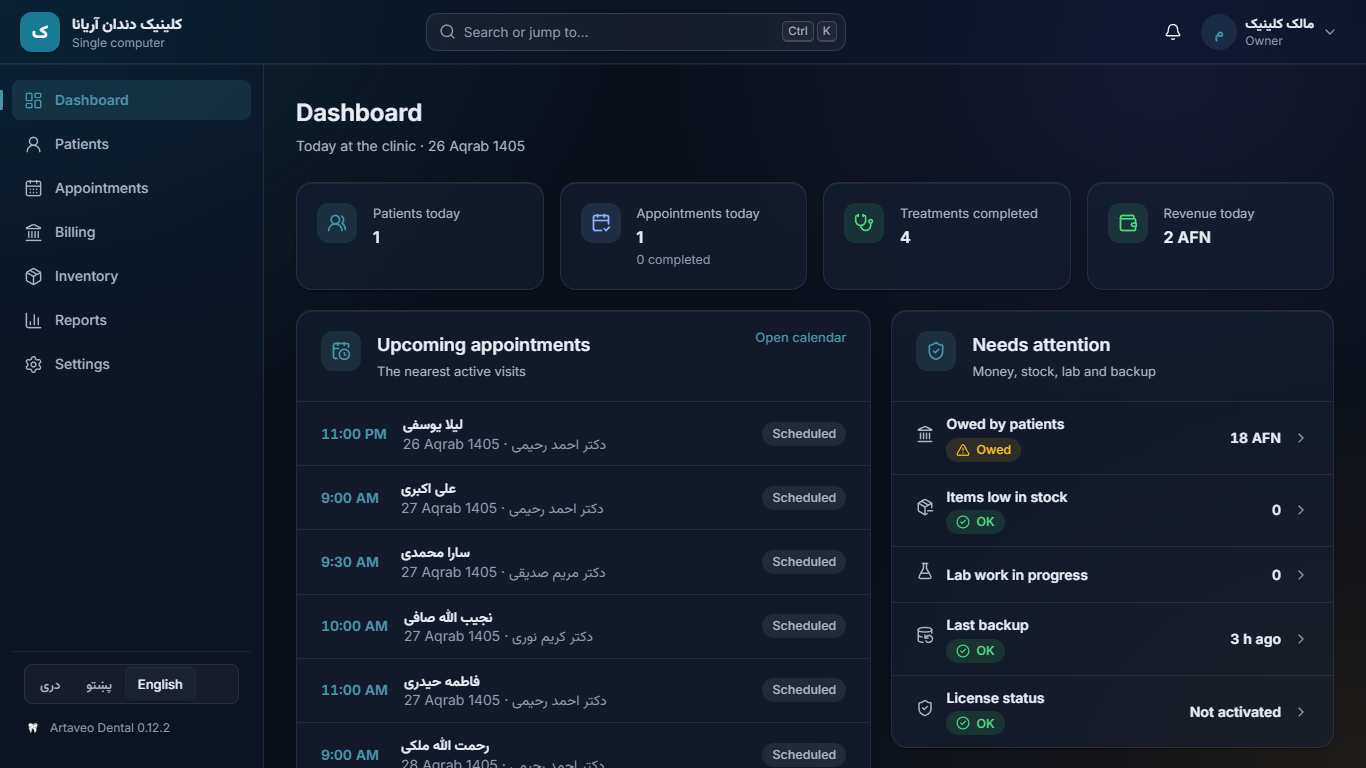 کلینیک دندان آریانا
Single computer
ک
Search or jump to...
Ctrl K
م
مالک کلینیک
Owner
Dashboard
Patients
Appointments
Billing
Inventory
Reports
Settings
دری
پښتو
English
Artaveo Dental 0.12.2
Dashboard
Today at the clinic · 26 Aqrab 1405
Patients today
1
Appointments today
1
0 completed
Treatments completed
4
Revenue today
2 AFN
Upcoming appointments
The nearest active visits
Open calendar
11:00 PM
لیلا یوسفی
26 Aqrab 1405 · دکتر احمد رحیمی
Scheduled
9:00 AM
علی اکبری
27 Aqrab 1405 · دکتر احمد رحیمی
Scheduled
9:30 AM
سارا محمدی
27 Aqrab 1405 · دکتر مریم صدیقی
Scheduled
10:00 AM
نجیب الله صافی
27 Aqrab 1405 · دکتر کریم نوری
Scheduled
11:00 AM
فاطمه حیدری
27 Aqrab 1405 · دکتر احمد رحیمی
Scheduled
9:00 AM
رحمت الله ملکی
28 Aqrab 1405 · دکتر احمد رحیمی
Scheduled
Needs attention
Money, stock, lab and backup
Owed by patients
Owed
18 AFN
Items low in stock
OK
0
Lab work in progress
0
Last backup
OK
3 h ago
License status
OK
Not activated